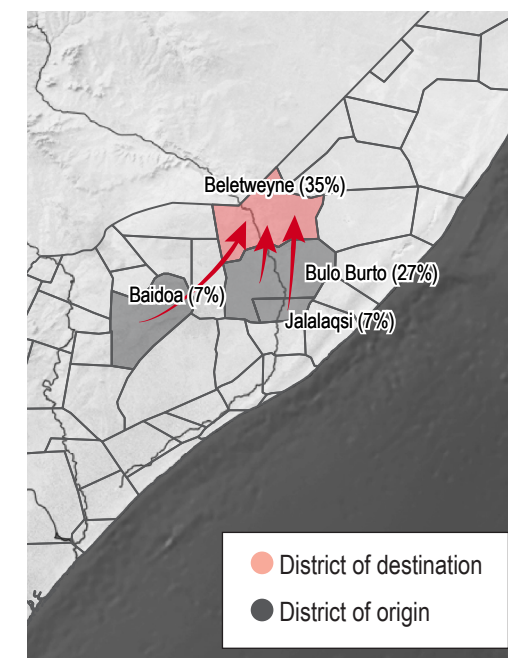 Beletweyne (35%)
Bulo Burto (27%)
Baidoa (7%)
Jalalaqsi (7%)
District of destination
District of origin